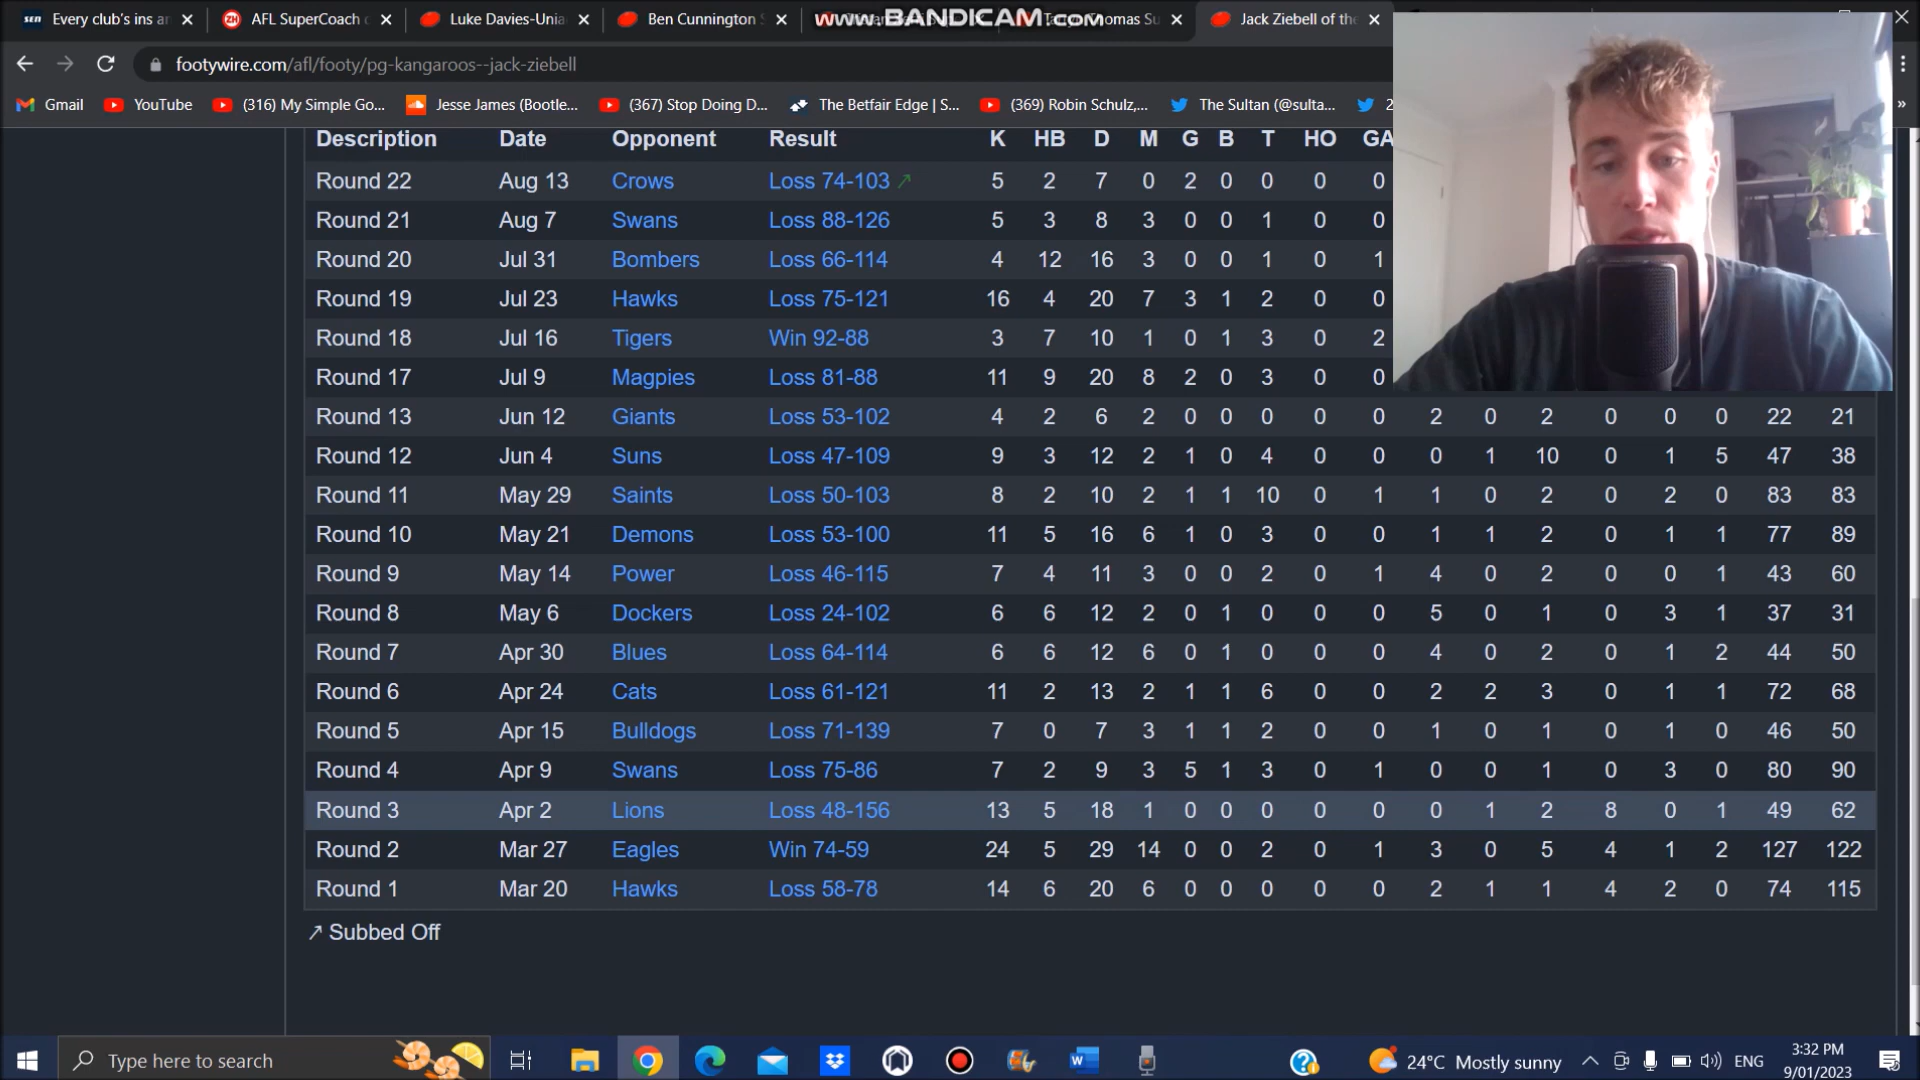 SEN Every club's ins an
ZH AFL SuperCoach
Luke Davies-Unia
Ben Cunnington S
www.BANDICAM.com
Thomas Su
Jack Ziebell of the
footywire.com/afl/footy/pg-kangaroos--jack-ziebell
Gmail YouTube (316) My Simple Go... Jesse James (Bootle... (367) Stop Doing D... The Betfair Edge | S... (369) Robin Schulz,... The Sultan (@sulta... 2 »
Description Date Opponent Result K HB D M G B T HO GA
Round 22 Aug 13 Crows Loss 74-103 ↗ 5 2 7 0 2 0 0 0 0
Round 21 Aug 7 Swans Loss 88-126 5 3 8 3 0 0 1 0 0
Round 20 Jul 31 Bombers Loss 66-114 4 12 16 3 0 0 1 0 1
Round 19 Jul 23 Hawks Loss 75-121 16 4 20 7 3 1 2 0 0
Round 18 Jul 16 Tigers Win 92-88 3 7 10 1 0 1 3 0 2
Round 17 Jul 9 Magpies Loss 81-88 11 9 20 8 2 0 3 0 0
Round 13 Jun 12 Giants Loss 53-102 4 2 6 2 0 0 0 0 0 2 0 2 0 0 0 22 21
Round 12 Jun 4 Suns Loss 47-109 9 3 12 2 1 0 4 0 0 0 1 10 0 1 5 47 38
Round 11 May 29 Saints Loss 50-103 8 2 10 2 1 1 10 0 1 1 0 2 0 2 0 83 83
Round 10 May 21 Demons Loss 53-100 11 5 16 6 1 0 3 0 0 1 1 2 0 1 1 77 89
Round 9 May 14 Power Loss 46-115 7 4 11 3 0 0 2 0 1 4 0 2 0 0 1 43 60
Round 8 May 6 Dockers Loss 24-102 6 6 12 2 0 1 0 0 0 5 0 1 0 3 1 37 31
Round 7 Apr 30 Blues Loss 64-114 6 6 12 6 0 1 0 0 0 4 0 2 0 1 2 44 50
Round 6 Apr 24 Cats Loss 61-121 11 2 13 2 1 1 6 0 0 2 2 3 0 1 1 72 68
Round 5 Apr 15 Bulldogs Loss 71-139 7 0 7 3 1 1 2 0 0 1 0 1 0 1 0 46 50
Round 4 Apr 9 Swans Loss 75-86 7 2 9 3 5 1 3 0 1 0 0 1 0 3 0 80 90
Round 3 Apr 2 Lions Loss 48-156 13 5 18 1 0 0 0 0 0 0 1 2 8 0 1 49 62
Round 2 Mar 27 Eagles Win 74-59 24 5 29 14 0 0 2 0 1 3 0 5 4 1 2 127 122
Round 1 Mar 20 Hawks Loss 58-78 14 6 20 6 0 0 0 0 0 2 1 1 4 2 0 74 115
↗ Subbed Off
Type here to search
24°C Mostly sunny
ENG
3:32 PM
9/01/2023